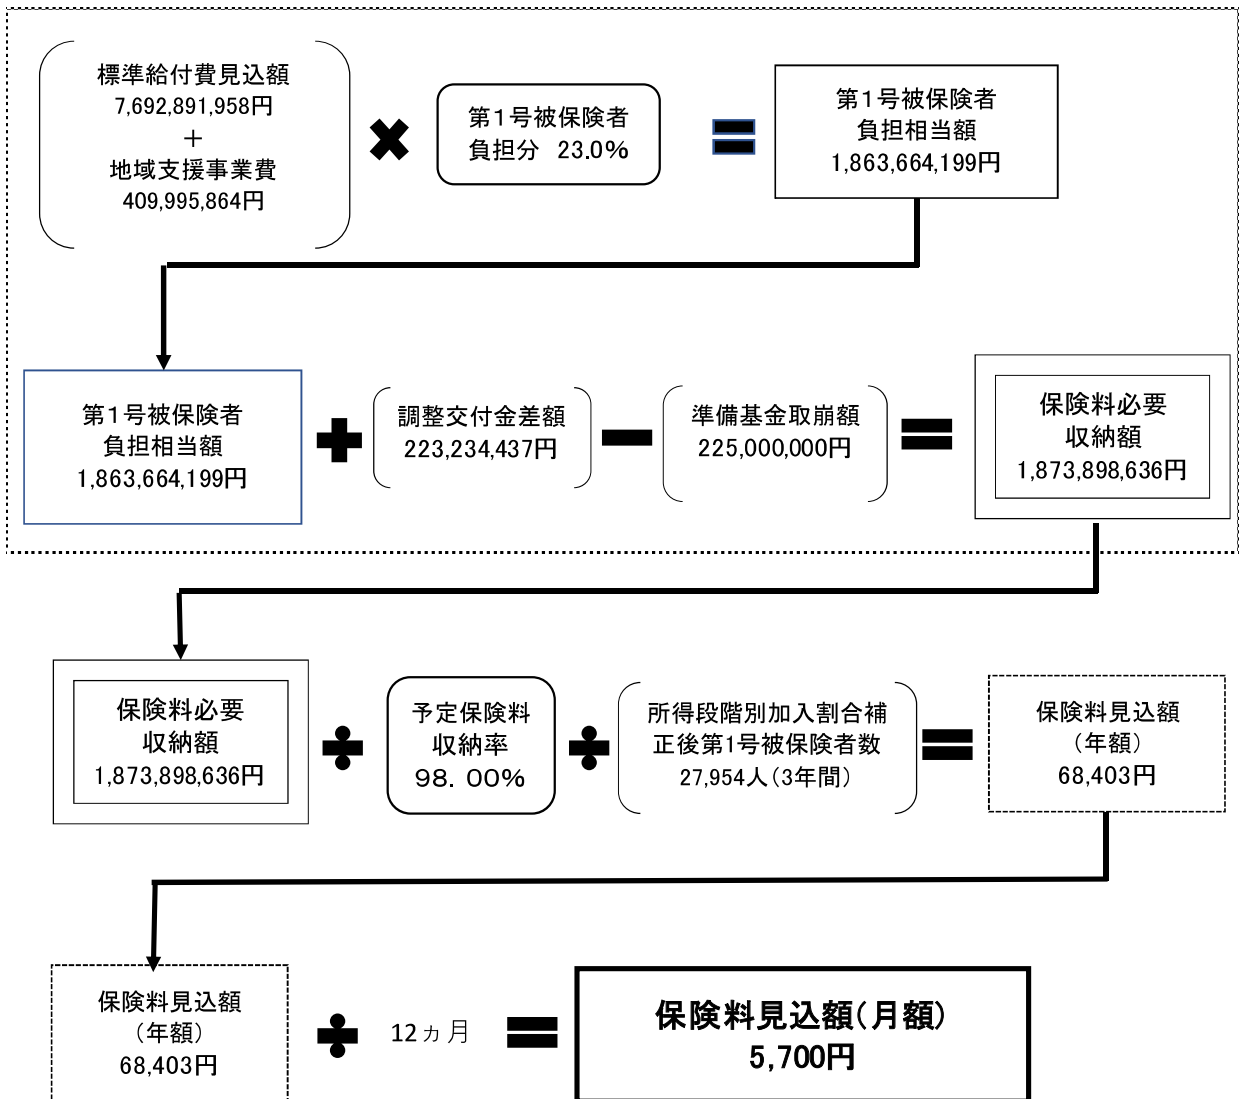 標準給付費見込額
7,692,891,958円
＋
地域支援事業費
409,995,864円
第1号被保険者
負担分 23.0%
第1号被保険者
負担相当額
1,863,664,199円
第1号被保険者
負担相当額
1,863,664,199円
調整交付金差額
223,234,437円
準備基金取崩額
225,000,000円
保険料必要
収納額
1,873,898,636円
保険料必要
収納額
1,873,898,636円
予定保険料
収納率
98．00%
所得段階別加入割合補
正後第1号被保険者数
27,954人（3年間）
保険料見込額
（年額）
68,403円
保険料見込額
（年額）
68,403円
12ヵ月
保険料見込額（月額）
5,700円